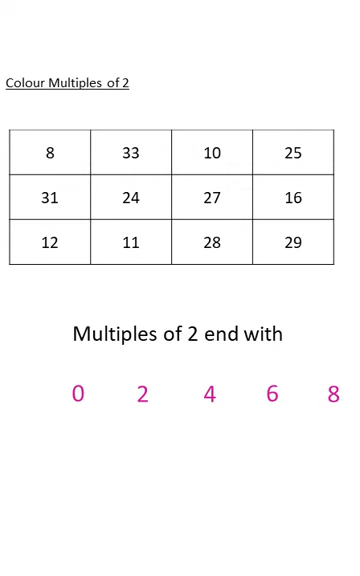 Colour Multiples of 2
8 33 10 25
31 24 27 16
12 11 28 29
Multiples of 2 end with
0 2 4 6 8